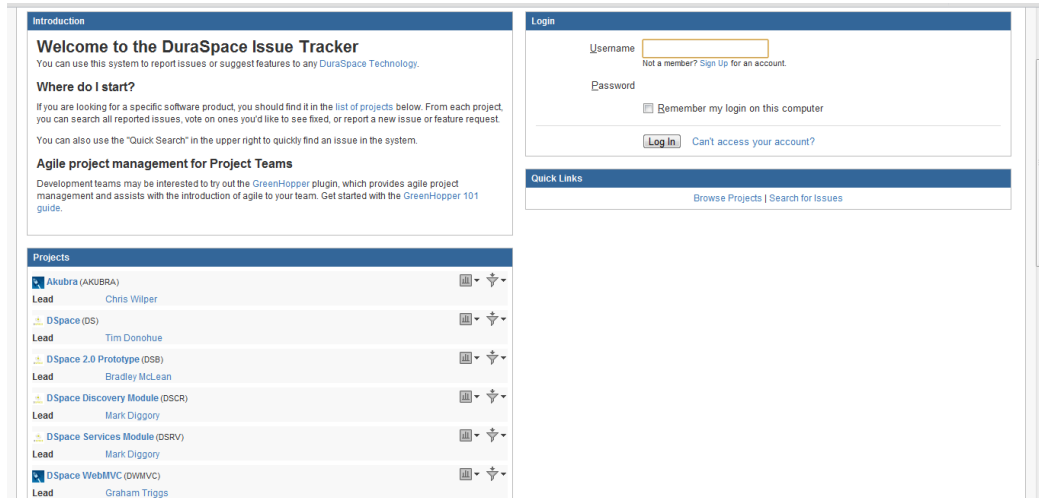 Introduction
Welcome to the DuraSpace Issue Tracker
You can use this system to report issues or suggest features to any DuraSpace Technology.
Where do I start?
If you are looking for a specific software product, you should find it in the list of projects below. From each project,
you can search all reported issues, vote on ones you'd like to see fixed, or report a new issue or feature request.
You can also use the "Quick Search" in the upper right to quickly find an issue in the system.
Agile project management for Project Teams
Development teams may be interested to try out the GreenHopper plugin, which provides agile project
management and assists with the introduction of agile to your team. Get started with the GreenHopper 101
guide.
Login
Username
Not a member? Sign Up for an account.
Password
Remember my login on this computer
Log In Can't access your account?
Quick Links
Browse Projects | Search for Issues
Projects
Akubra (AKUBRA)
Lead Chris Wilper
DSpace (DS)
Lead Tim Donohue
DSpace 2.0 Prototype (DSB)
Lead Bradley McLean
DSpace Discovery Module (DSCR)
Lead Mark Diggory
DSpace Services Module (DSRV)
Lead Mark Diggory
DSpace WebMVC (DWMVC)
Lead Graham Triggs